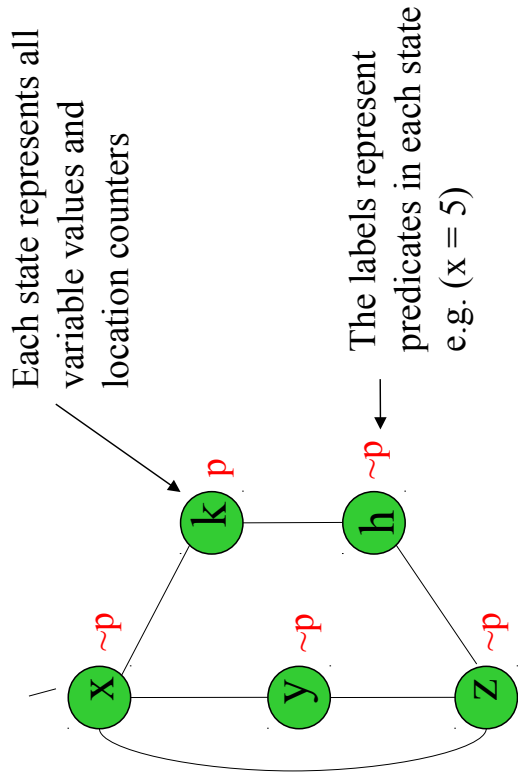 Each state represents all
variable values and
location counters
x
~p
k
p
y
~p
h
~p
z
~p
The labels represent
predicates in each state
e.g. (x = 5)